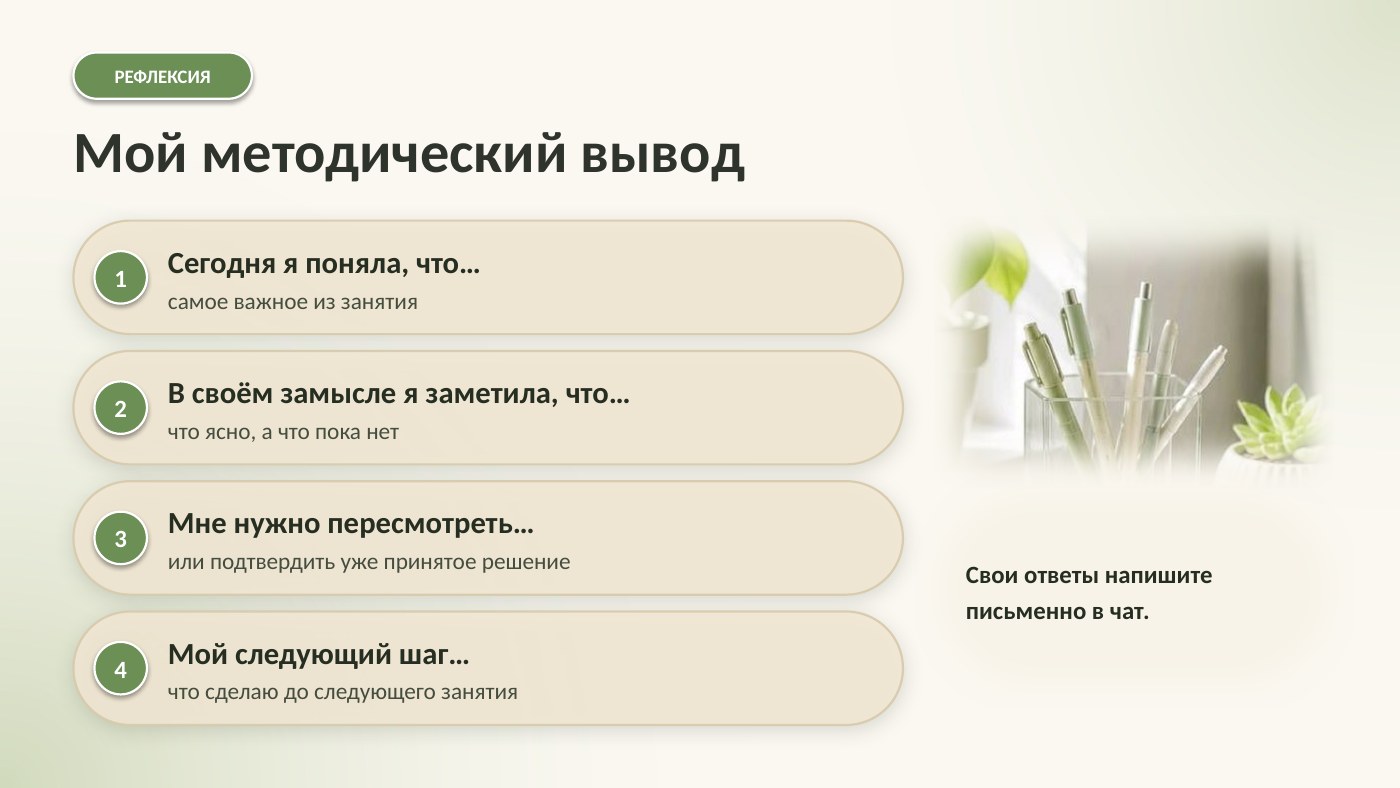 РЕФЛЕКСИЯ
Мой методический вывод
1
Сегодня я поняла, что…
самое важное из занятия
2
В своём замысле я заметила, что…
что ясно, а что пока нет
3
Мне нужно пересмотреть…
или подтвердить уже принятое решение
4
Мой следующий шаг…
что сделаю до следующего занятия
Свои ответы напишите
письменно в чат.